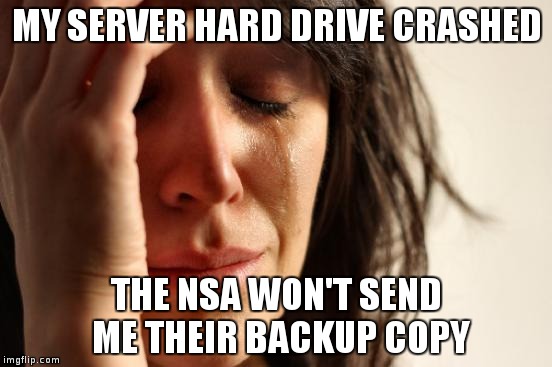 MY SERVER HARD DRIVE CRASHED
THE NSA WON'T SEND
ME THEIR BACKUP COPY
imgflip.com